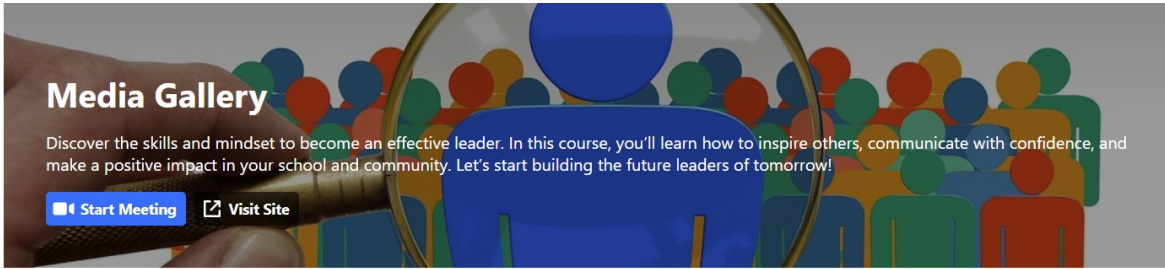 Media Gallery
Discover the skills and mindset to become an effective leader. In this course, you’ll learn how to inspire others, communicate with confidence, and
make a positive impact in your school and community. Let’s start building the future leaders of tomorrow!
Start Meeting
Visit Site